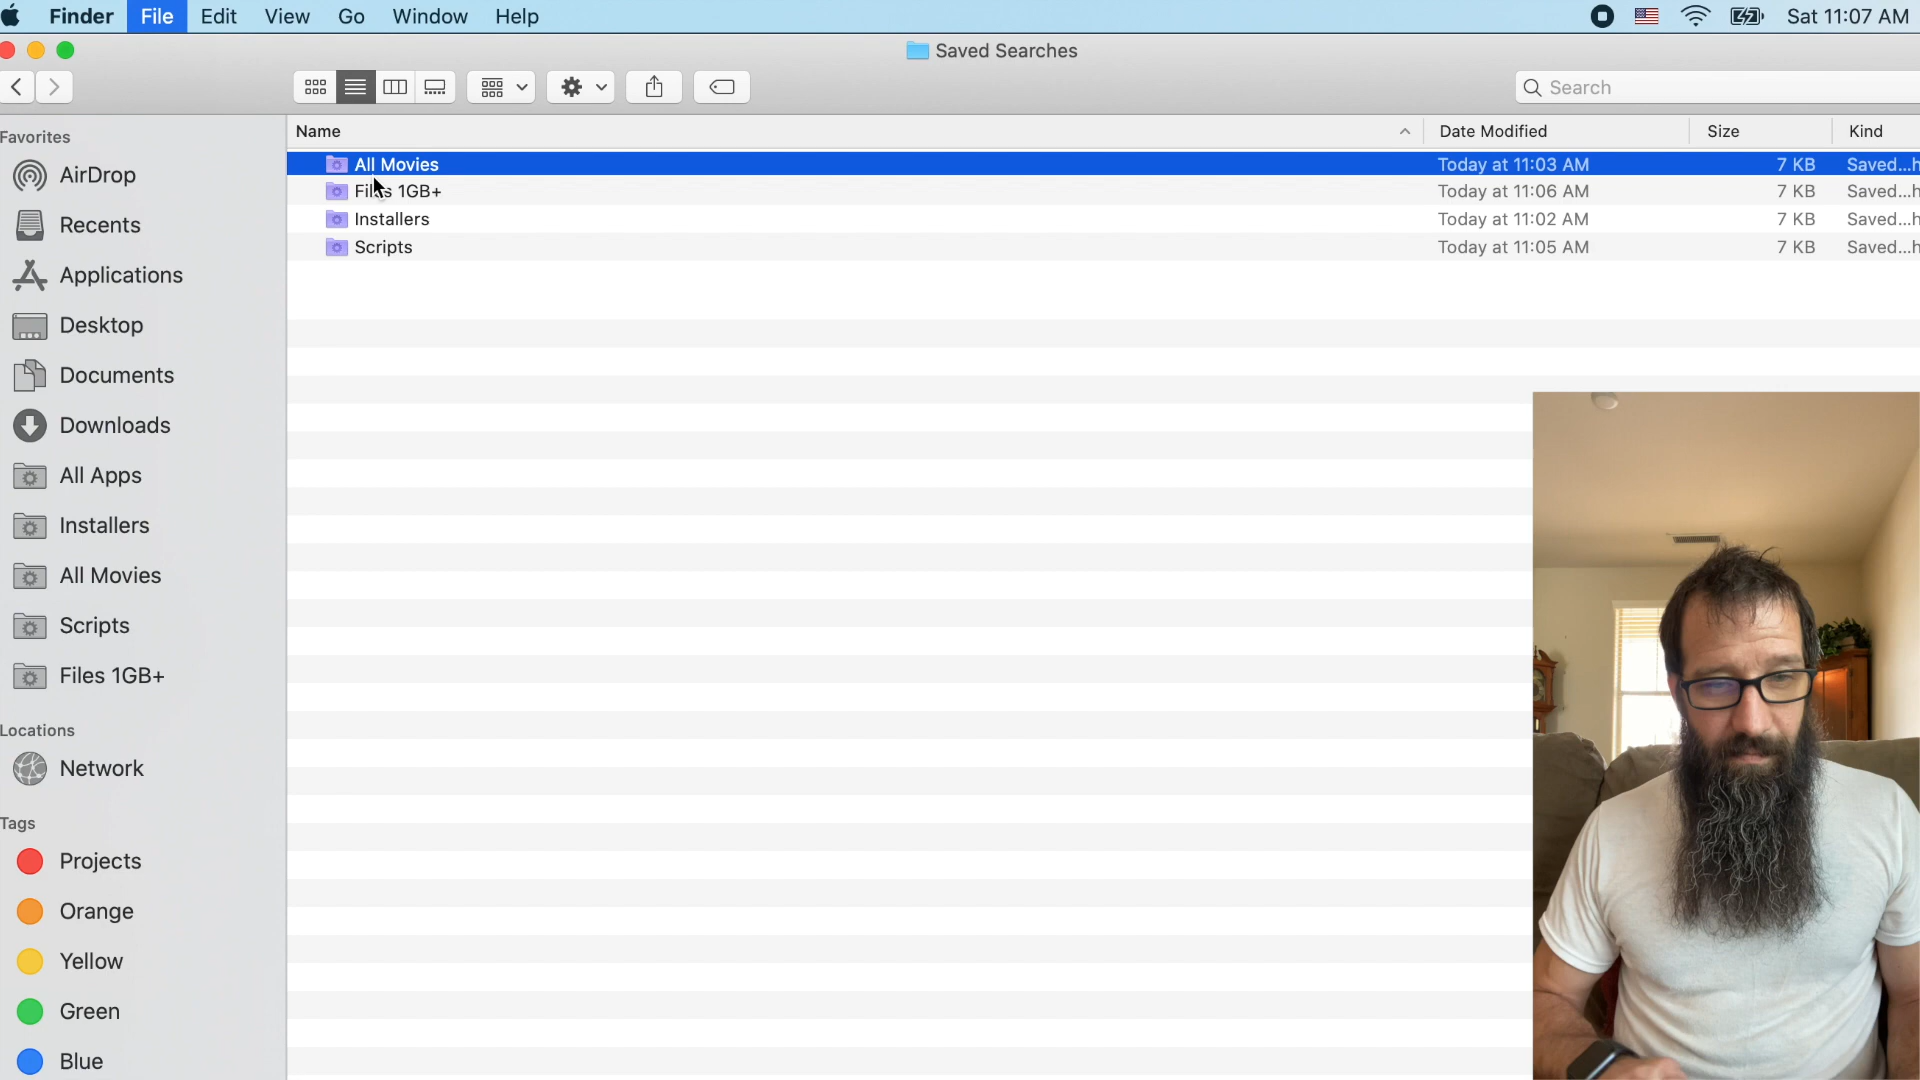 Finder File Edit View Go Window Help Sat 11:07 AM
Saved Searches
Search
Favorites
AirDrop
Recents
Applications
Desktop
Documents
Downloads
All Apps
Installers
All Movies
Scripts
Files 1GB+
Locations
Network
Tags
Projects
Orange
Yellow
Green
Blue
Name Date Modified Size Kind
All Movies Today at 11:03 AM 7 KB Saved...h
Files 1GB+ Today at 11:06 AM 7 KB Saved...h
Installers Today at 11:02 AM 7 KB Saved...h
Scripts Today at 11:05 AM 7 KB Saved...h